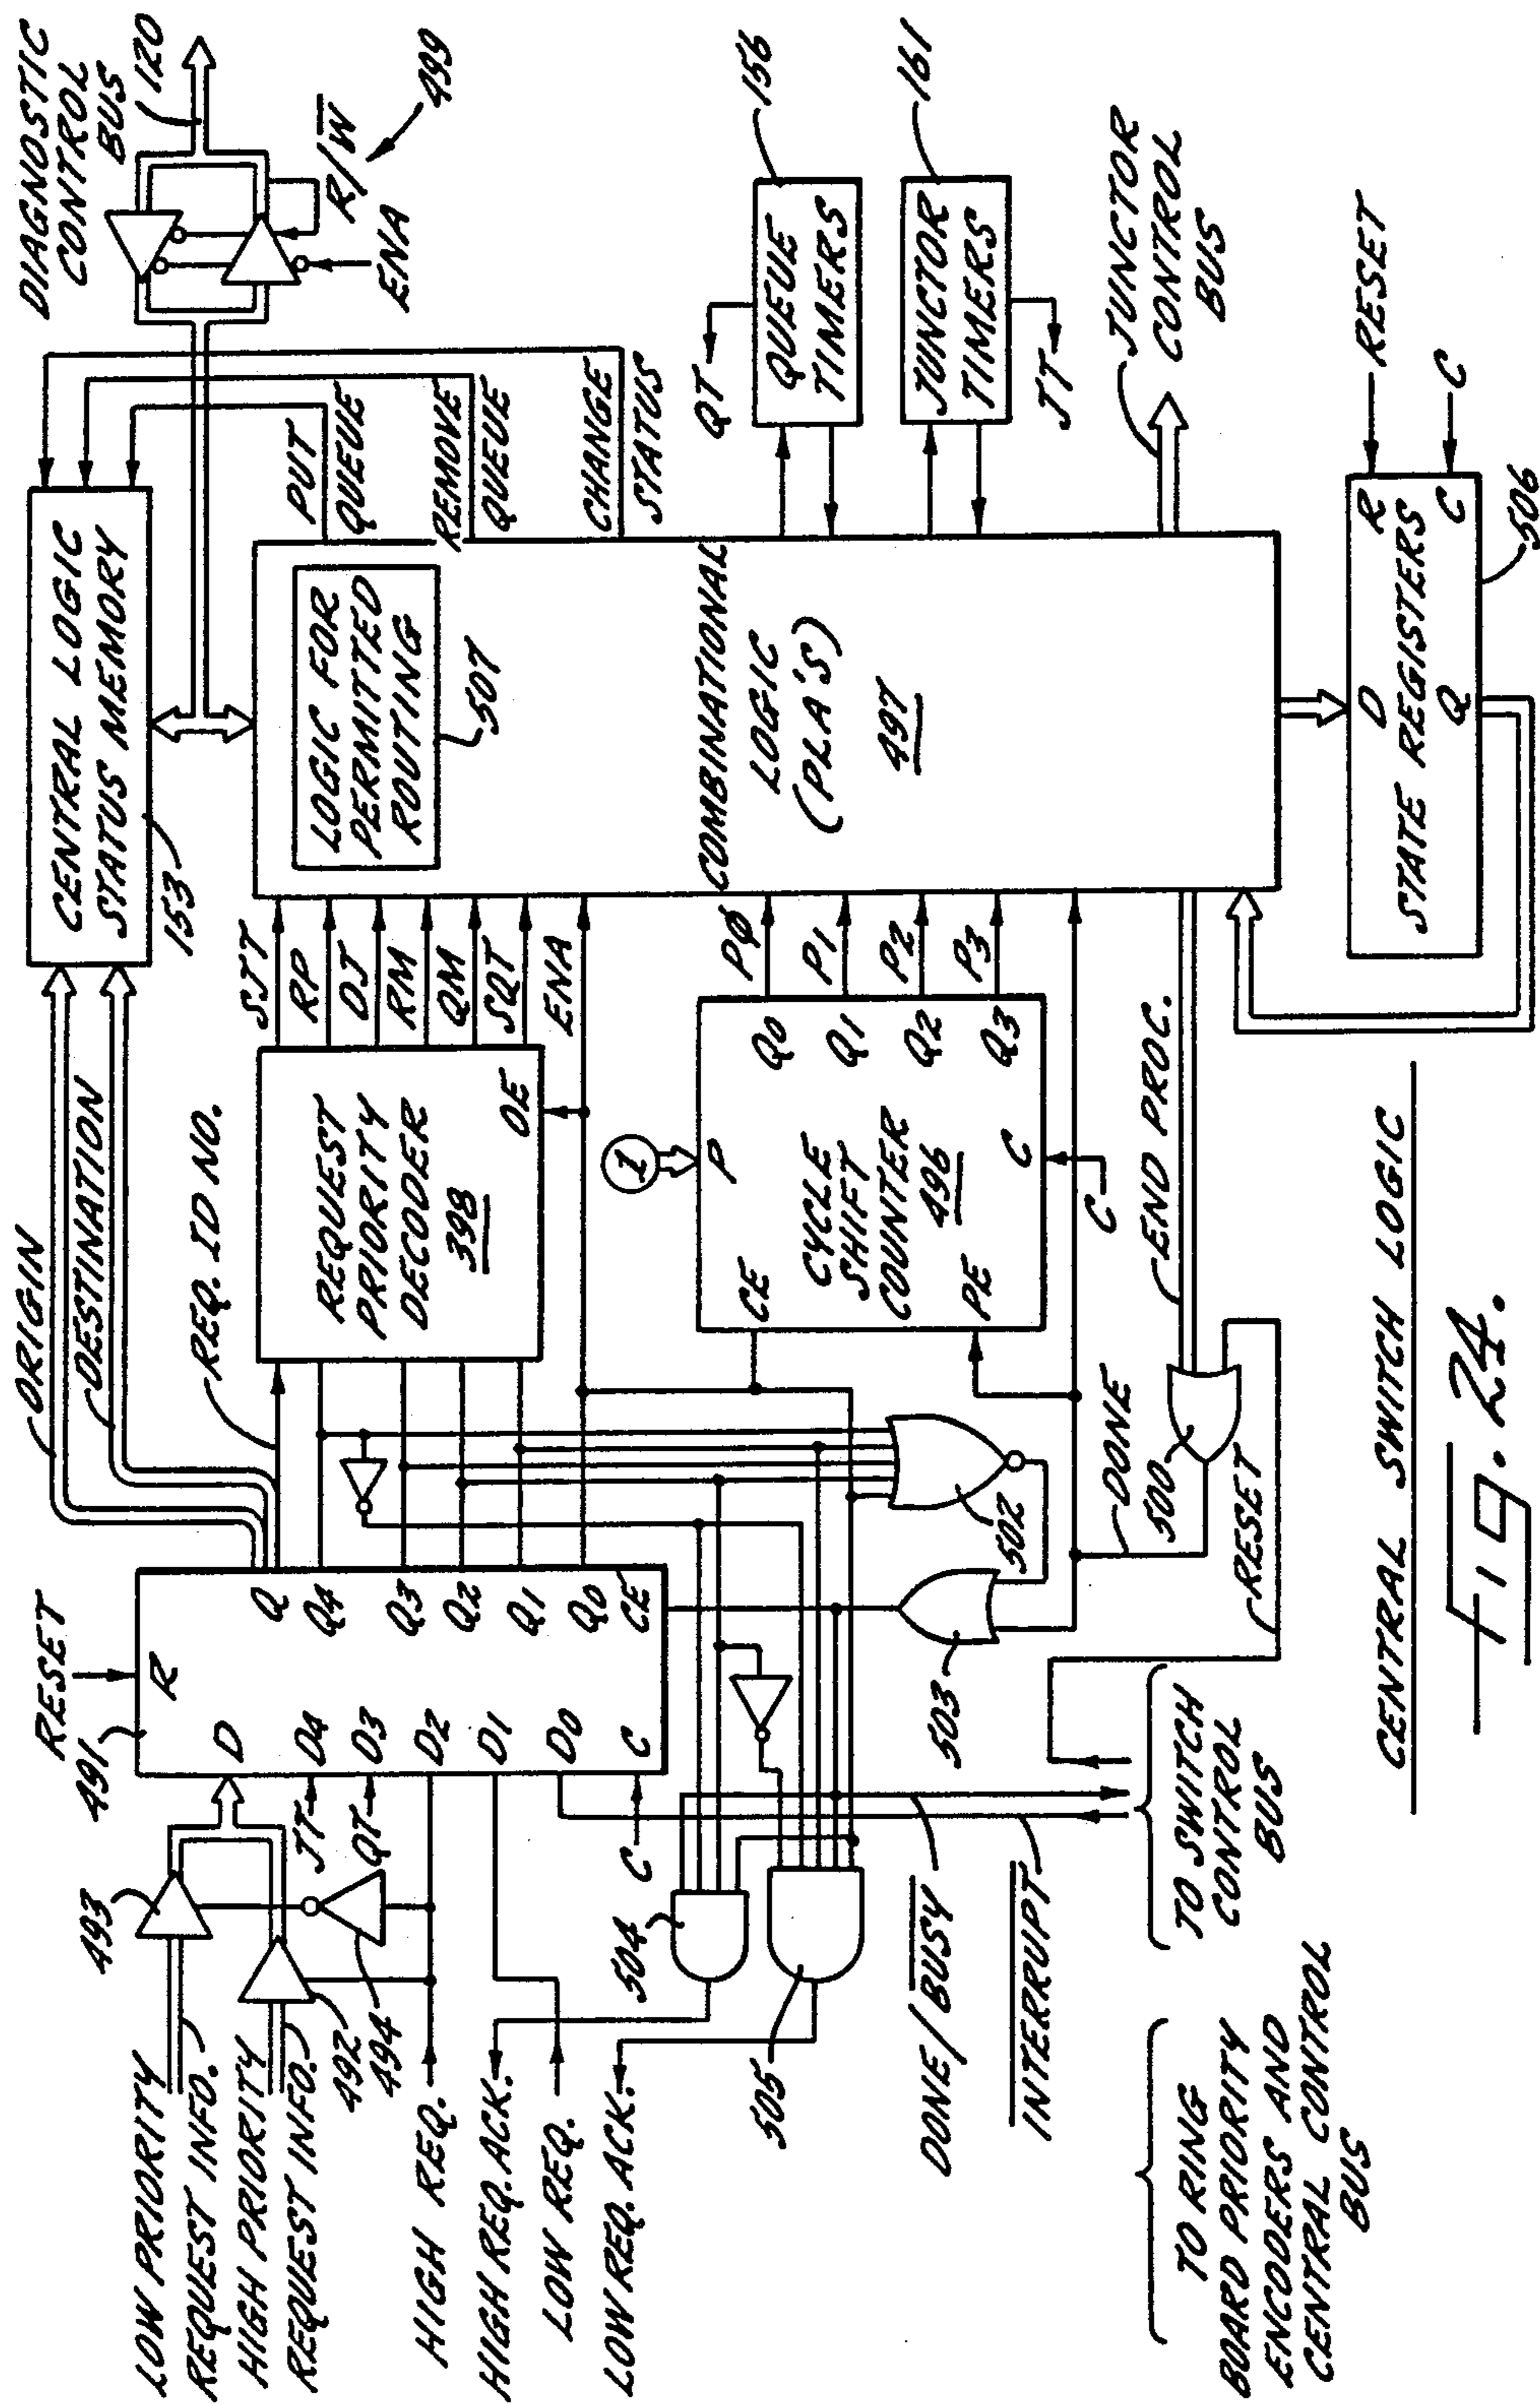 LOW PRIORITY
REQUEST INFO.
HIGH PRIORITY
REQUEST INFO.
492
494
493
HIGH REQ.
HIGH REQ. ACK.
LOW REQ.
LOW REQ. ACK.
505
504
DONE/BUSY
INTERRUPT
TO RING
BOARD PRIORITY
ENCODERS AND
CENTRAL CONTROL
BUS
TO SWITCH
CONTROL
BUS
RESET
491
R
D
JT
D4
QT
D3
D2
D1
D0
C
C
Q
Q4
Q3
Q2
Q1
Q0
CE
503
502
500
DONE
RESET
END PROC.
ORIGIN
DESTINATION
REQ. ID NO.
REQUEST
PRIORITY
DECODER
398
OE
SJT
RP
OJ
RM
QM
SQT
ENA
1
P
CE
CYCLE
SHIFT
COUNTER
496
PE
C
C
Q0
Q1
Q2
Q3
PØ
P1
P2
P3
CENTRAL LOGIC
STATUS MEMORY
153
LOGIC FOR
PERMITTED
ROUTING
507
COMBINATIONAL
LOGIC
(PLA'S)
497
PUT
QUEUE
REMOVE
QUEUE
CHANGE
STATUS
DIAGNOSTIC
CONTROL
BUS
120
R/W
ENA
499
QT
QUEUE
TIMERS
156
JUNCTOR
TIMERS
161
JT
JUNCTOR
CONTROL
BUS
RESET
C
D
R
STATE REGISTERS
Q
C
506
CENTRAL SWITCH LOGIC
Fig. 24.